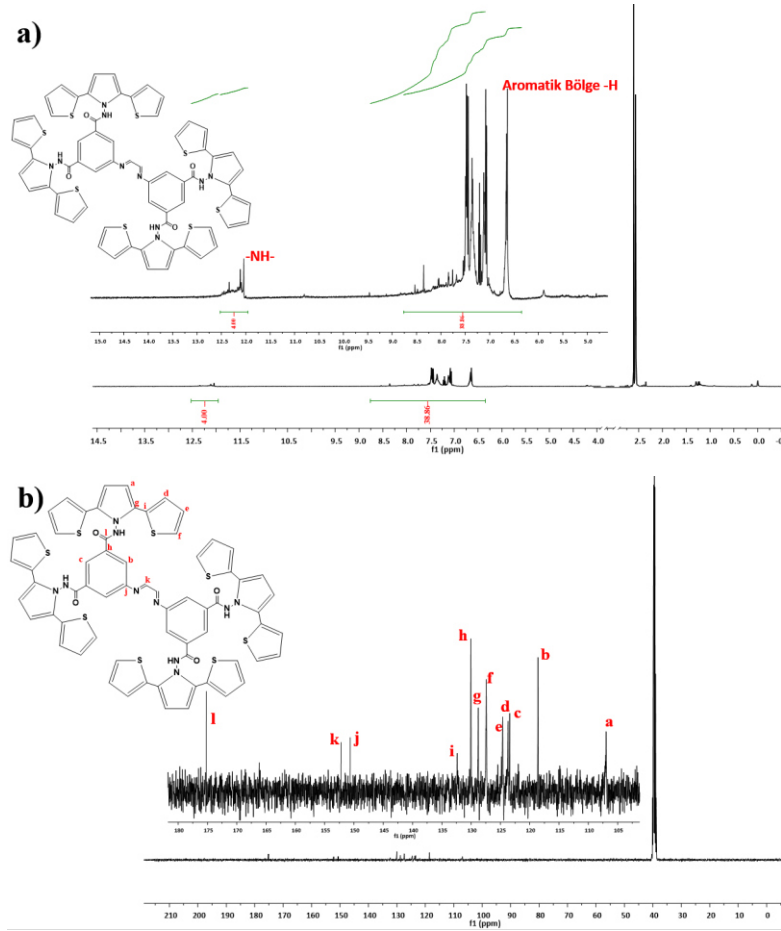 a)
Aromatik Bölge -H
-NH-
4.00
38.86
15.0 14.5 14.0 13.5 13.0 12.5 12.0 11.5 11.0 10.5 10.0 9.5 9.0 8.5 8.0 7.5 7.0 6.5 6.0 5.5 5.0
f1 (ppm)
4.00
38.86
14.5 13.5 12.5 11.5 10.5 9.5 8.5 8.0 7.5 7.0 6.5 6.0 5.5 5.0 4.5 4.0 2.5 2.0 1.5 1.0 0.5 0.0
f1 (ppm)
S N S
NH
O
HN
b)
a
g i d e f
l h
c b
j k
l k j i h g f e d c b a
180 175 170 165 160 155 150 145 140 135 130 125 120 115 110 105
f1 (ppm)
210 200 190 180 170 160 150 140 130 120 110 100 90 80 70 60 50 40 30 20 10 0
f1 (ppm)